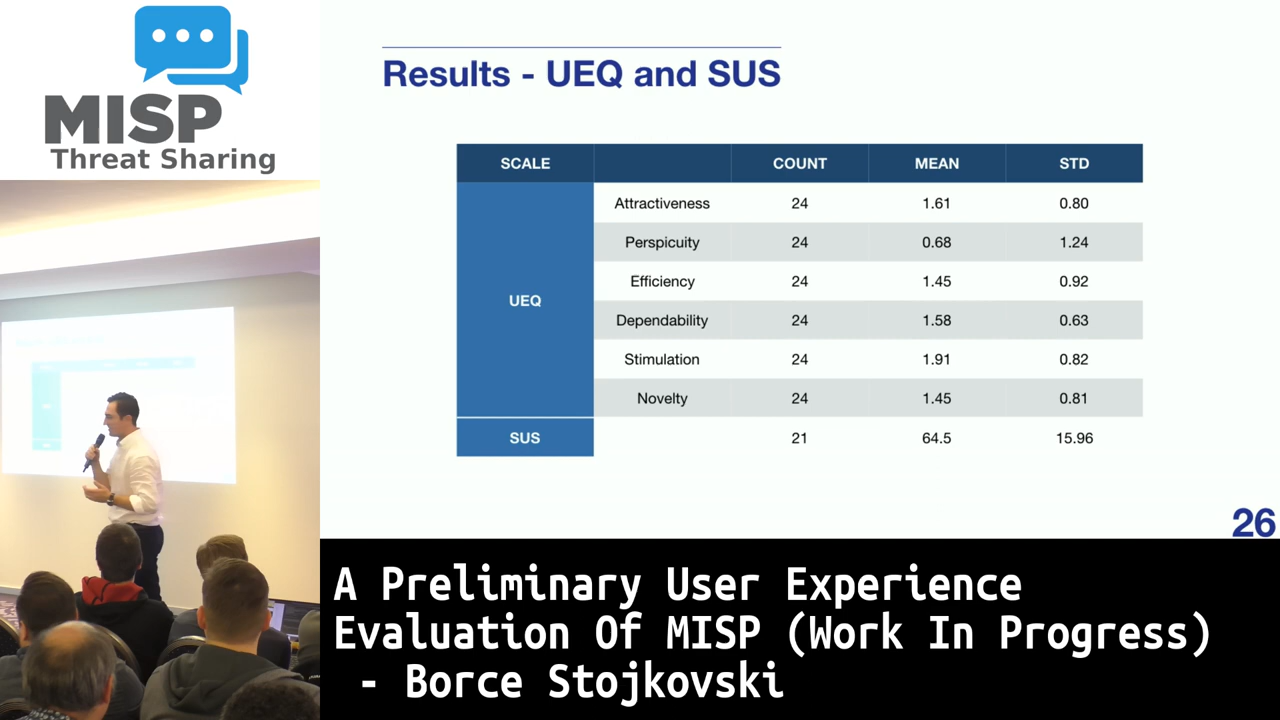 MISP
Threat Sharing
Results - UEQ and SUS
SCALE COUNT MEAN STD
UEQ
Attractiveness 24 1.61 0.80
Perspicuity 24 0.68 1.24
Efficiency 24 1.45 0.92
Dependability 24 1.58 0.63
Stimulation 24 1.91 0.82
Novelty 24 1.45 0.81
SUS 21 64.5 15.96
26
A Preliminary User Experience
Evaluation Of MISP (Work In Progress)
- Borce Stojkovski